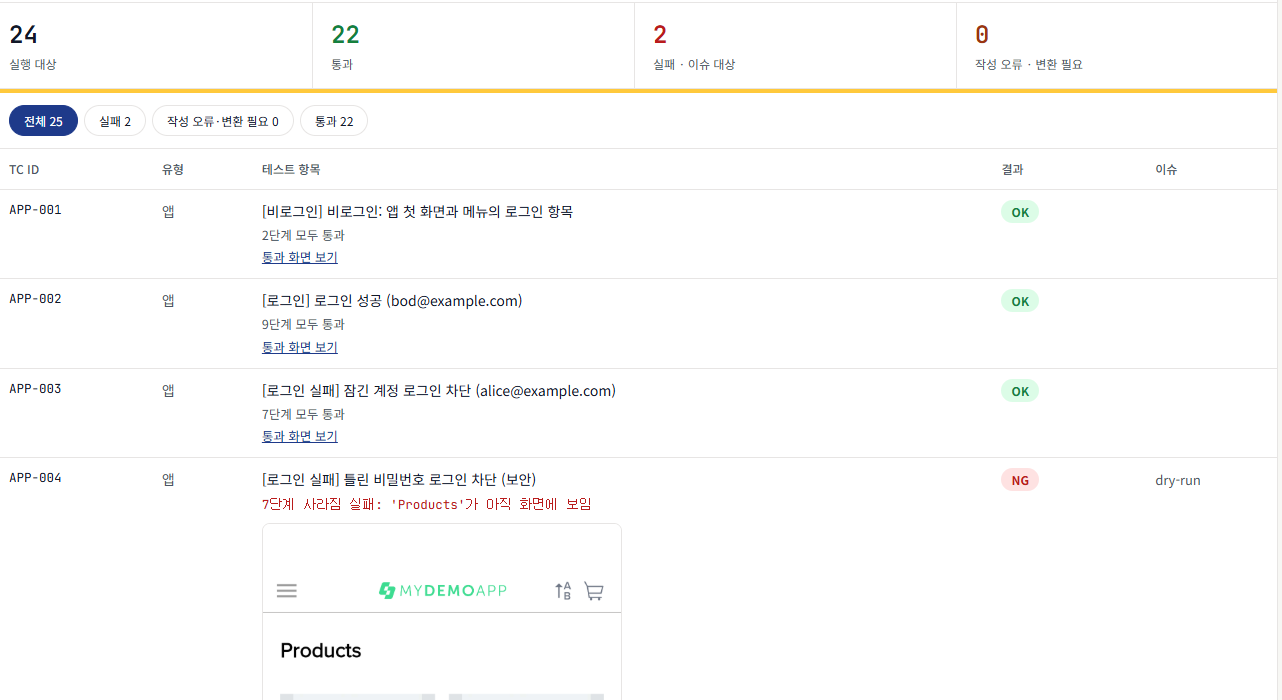 24
실행 대상
22
통과
2
실패 · 이슈 대상
0
작성 오류 · 변환 필요
전체 25
실패 2
작성 오류·변환 필요 0
통과 22
TC ID 유형 테스트 항목 결과 이슈
APP-001 앱 [비로그인] 비로그인: 앱 첫 화면과 메뉴의 로그인 항목 OK
2단계 모두 통과
통과 화면 보기
APP-002 앱 [로그인] 로그인 성공 (bod@example.com) OK
9단계 모두 통과
통과 화면 보기
APP-003 앱 [로그인 실패] 잠긴 계정 로그인 차단 (alice@example.com) OK
7단계 모두 통과
통과 화면 보기
APP-004 앱 [로그인 실패] 틀린 비밀번호 로그인 차단 (보안) NG dry-run
7단계 사라짐 실패: 'Products'가 아직 화면에 보임
MYDEMOAPP
A
B
Products